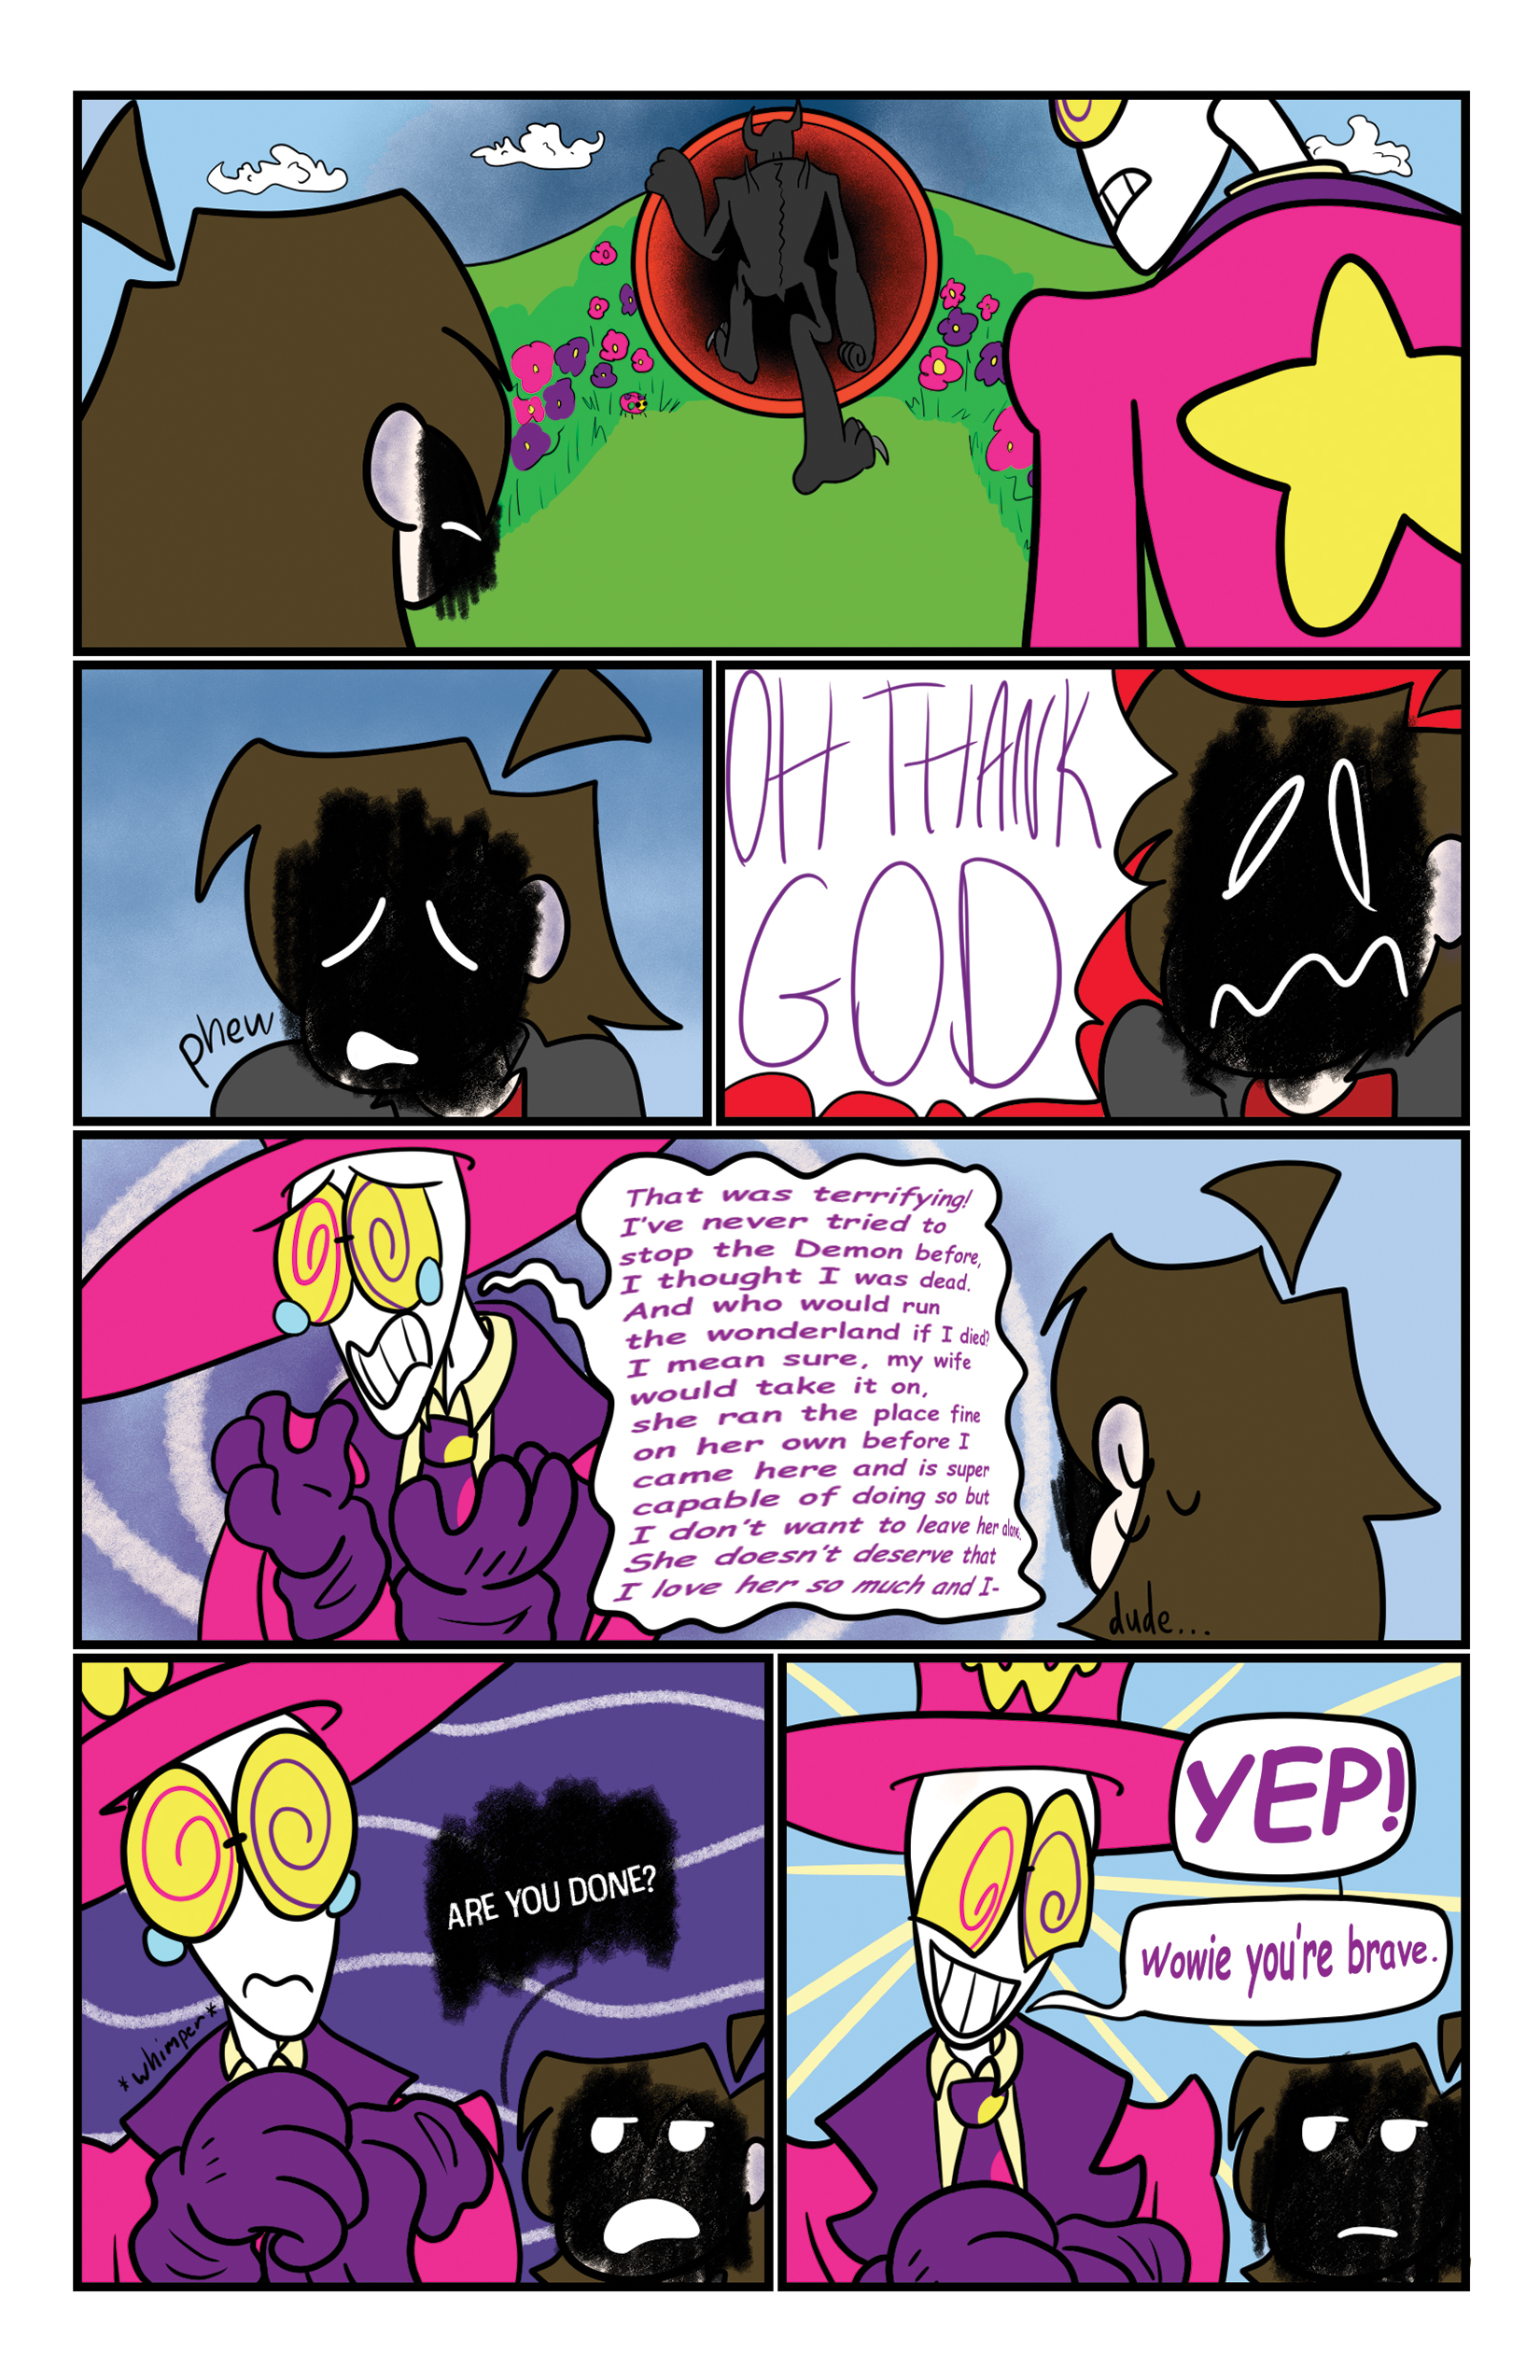 phew
OH THANK
GOD
That was terrifying!
I've never tried to
stop the Demon before,
I thought I was dead.
And who would run
the wonderland if I died?
I mean sure, my wife
would take it on,
she ran the place fine
on her own before I
came here and is super
capable of doing so but
I don't want to leave her alone.
She doesn't deserve that
I love her so much and I-
dude...
*whimper*
ARE YOU DONE?
YEP!
Wowie you're brave.